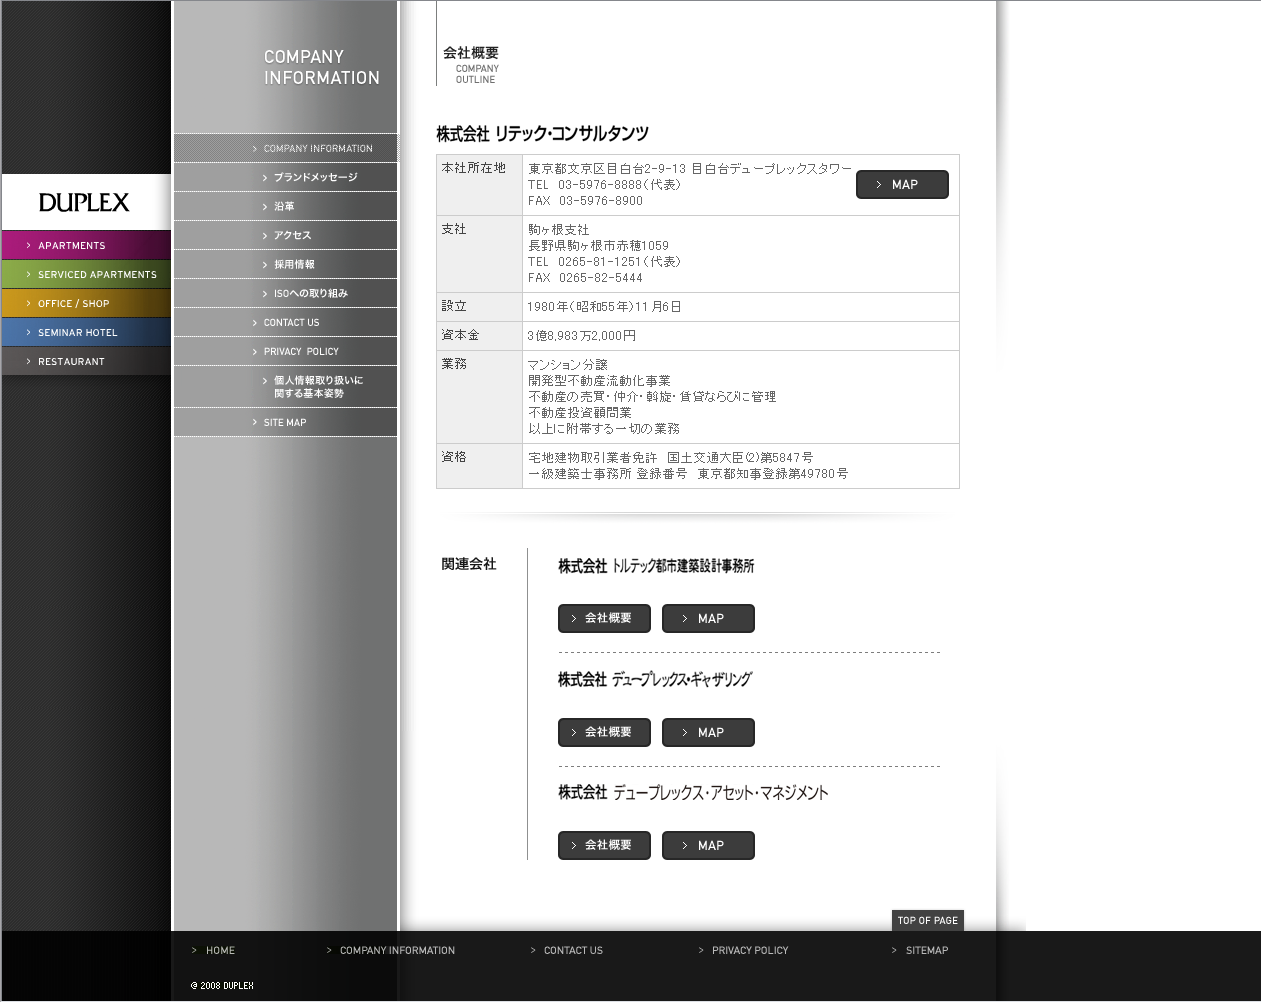 DUPLEX
APARTMENTS
SERVICED APARTMENTS
OFFICE / SHOP
SEMINAR HOTEL
RESTAURANT
COMPANY
INFORMATION
COMPANY INFORMATION
ブランドメッセージ
沿革
アクセス
採用情報
ISOへの取り組み
CONTACT US
PRIVACY POLICY
個人情報取り扱いに
関する基本姿勢
SITE MAP
会社概要
COMPANY
OUTLINE
株式会社 リテック・コンサルタンツ
本社所在地
東京都文京区目白台2-9-13 目白台デュープレックスタワー
TEL 03-5976-8888（代表）
FAX 03-5976-8900
MAP
支社
駒ヶ根支社
長野県駒ヶ根市赤穂1059
TEL 0265-81-1251（代表）
FAX 0265-82-5444
設立
1980年（昭和55年）11月6日
資本金
3億8,983万2,000円
業務
マンション分譲
開発型不動産流動化事業
不動産の売買・仲介・斡旋・賃貸ならびに管理
不動産投資顧問業
以上に附帯する一切の業務
資格
宅地建物取引業者免許 国土交通大臣(2)第5847号
一級建築士事務所 登録番号 東京都知事登録第49780号
関連会社
株式会社 トルテック都市建築設計事務所
会社概要
MAP
株式会社 デュープレックス・ギャザリング
会社概要
MAP
株式会社 デュープレックス・アセット・マネジメント
会社概要
MAP
TOP OF PAGE
HOME
COMPANY INFORMATION
CONTACT US
PRIVACY POLICY
SITEMAP
© 2008 DUPLEX